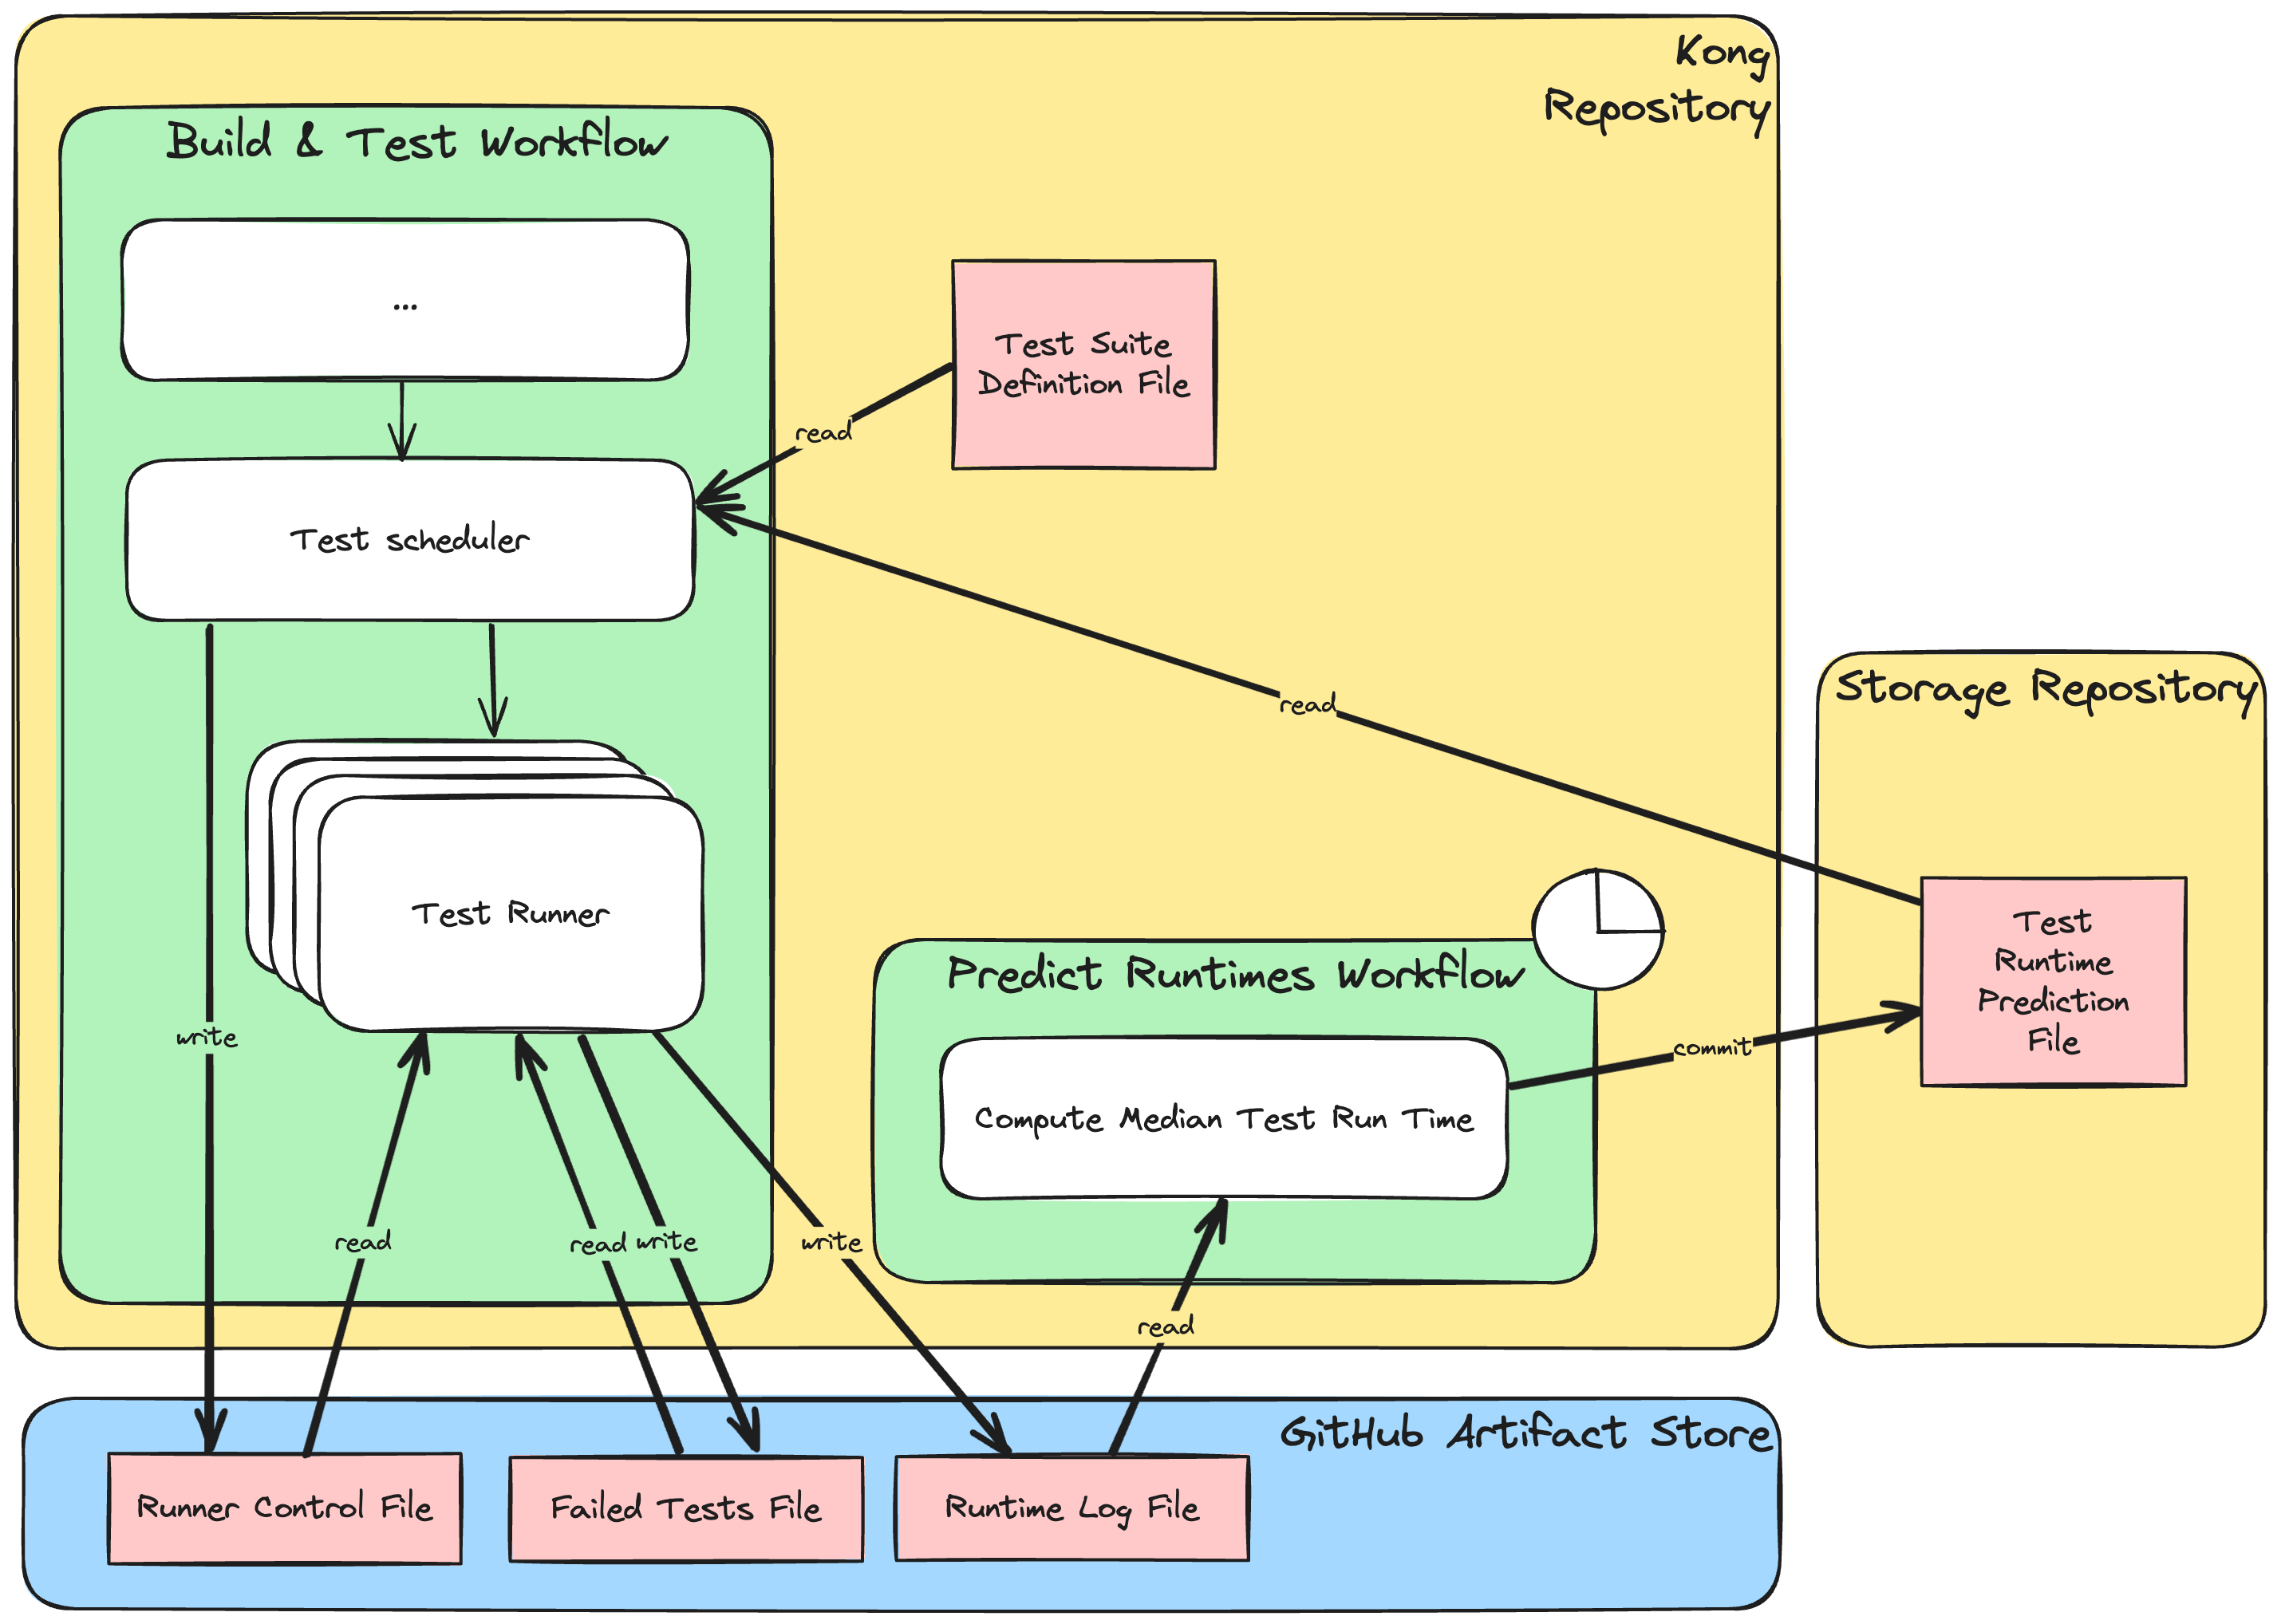 Kong
Repository
Build & Test Workflow
...
Test Suite
Definition File
read
Test scheduler
read
Storage Repository
Test Runner
Test
Runtime
Prediction
File
Predict Runtimes Workflow
write
commit
Compute Median Test Run Time
read
read
write
write
read
GitHub Artifact Store
Runner Control File
Failed Tests File
Runtime Log File